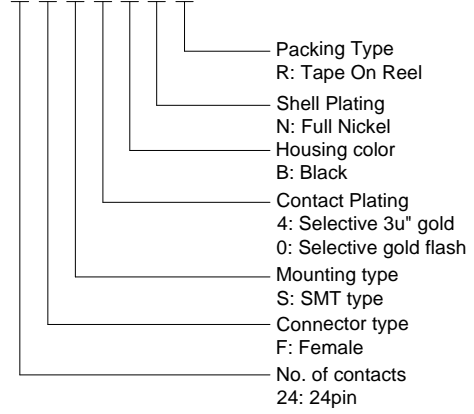 Packing Type
R: Tape On Reel
Shell Plating
N: Full Nickel
Housing color
B: Black
Contact Plating
4: Selective 3u" gold
0: Selective gold flash
Mounting type
S: SMT type
Connector type
F: Female
No. of contacts
24: 24pin